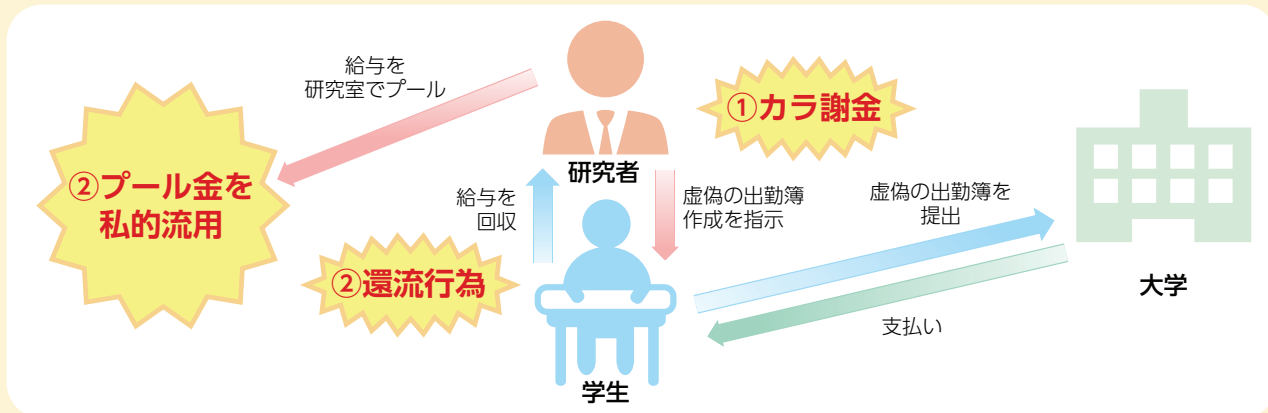 給与を
研究室でプール
①カラ謝金
②プール金を
私的流用
研究者
給与を
回収
虚偽の出勤簿
作成を指示
虚偽の出勤簿を
提出
②還流行為
大学
支払い
学生